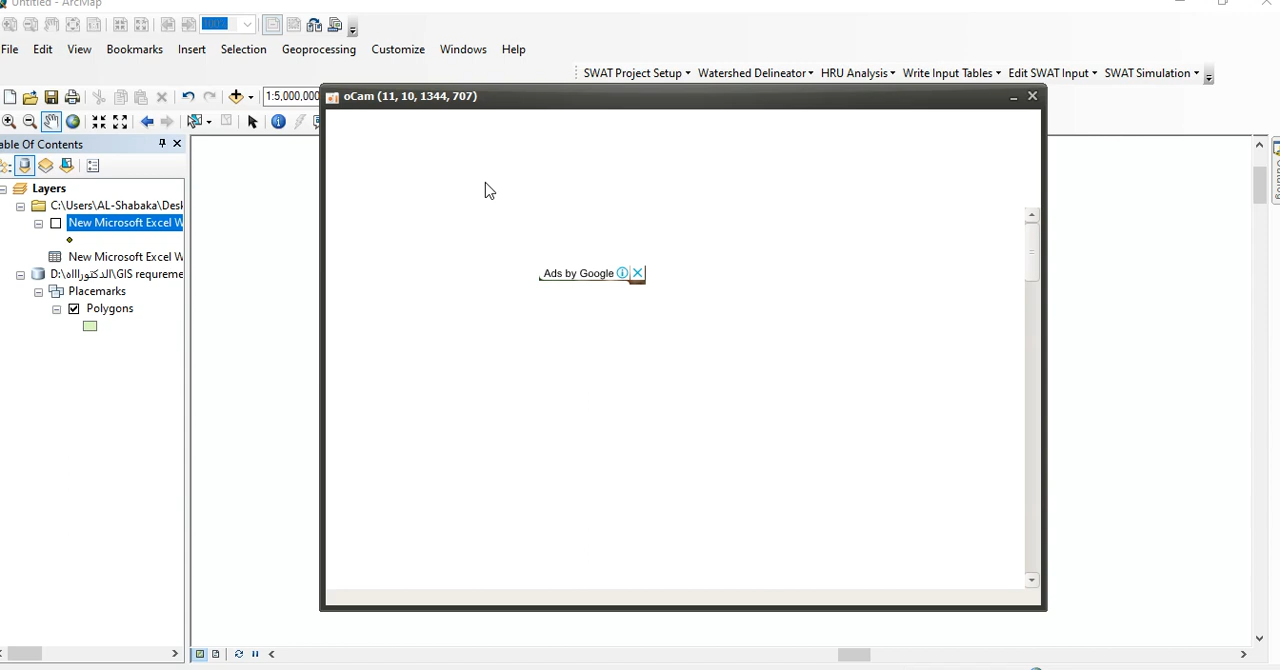 Untitled - ArcMap
File Edit View Bookmarks Insert Selection Geoprocessing Customize Windows Help
SWAT Project Setup Watershed Delineator HRU Analysis Write Input Tables Edit SWAT Input SWAT Simulation
1:5,000,000
oCam (11, 10, 1344, 707)
able Of Contents
Layers
C:\Users\AL-Shabaka\Desk
New Microsoft Excel W
New Microsoft Excel W
D:\الدكتوراااه\GIS requreme
Placemarks
Polygons
Ads by Google